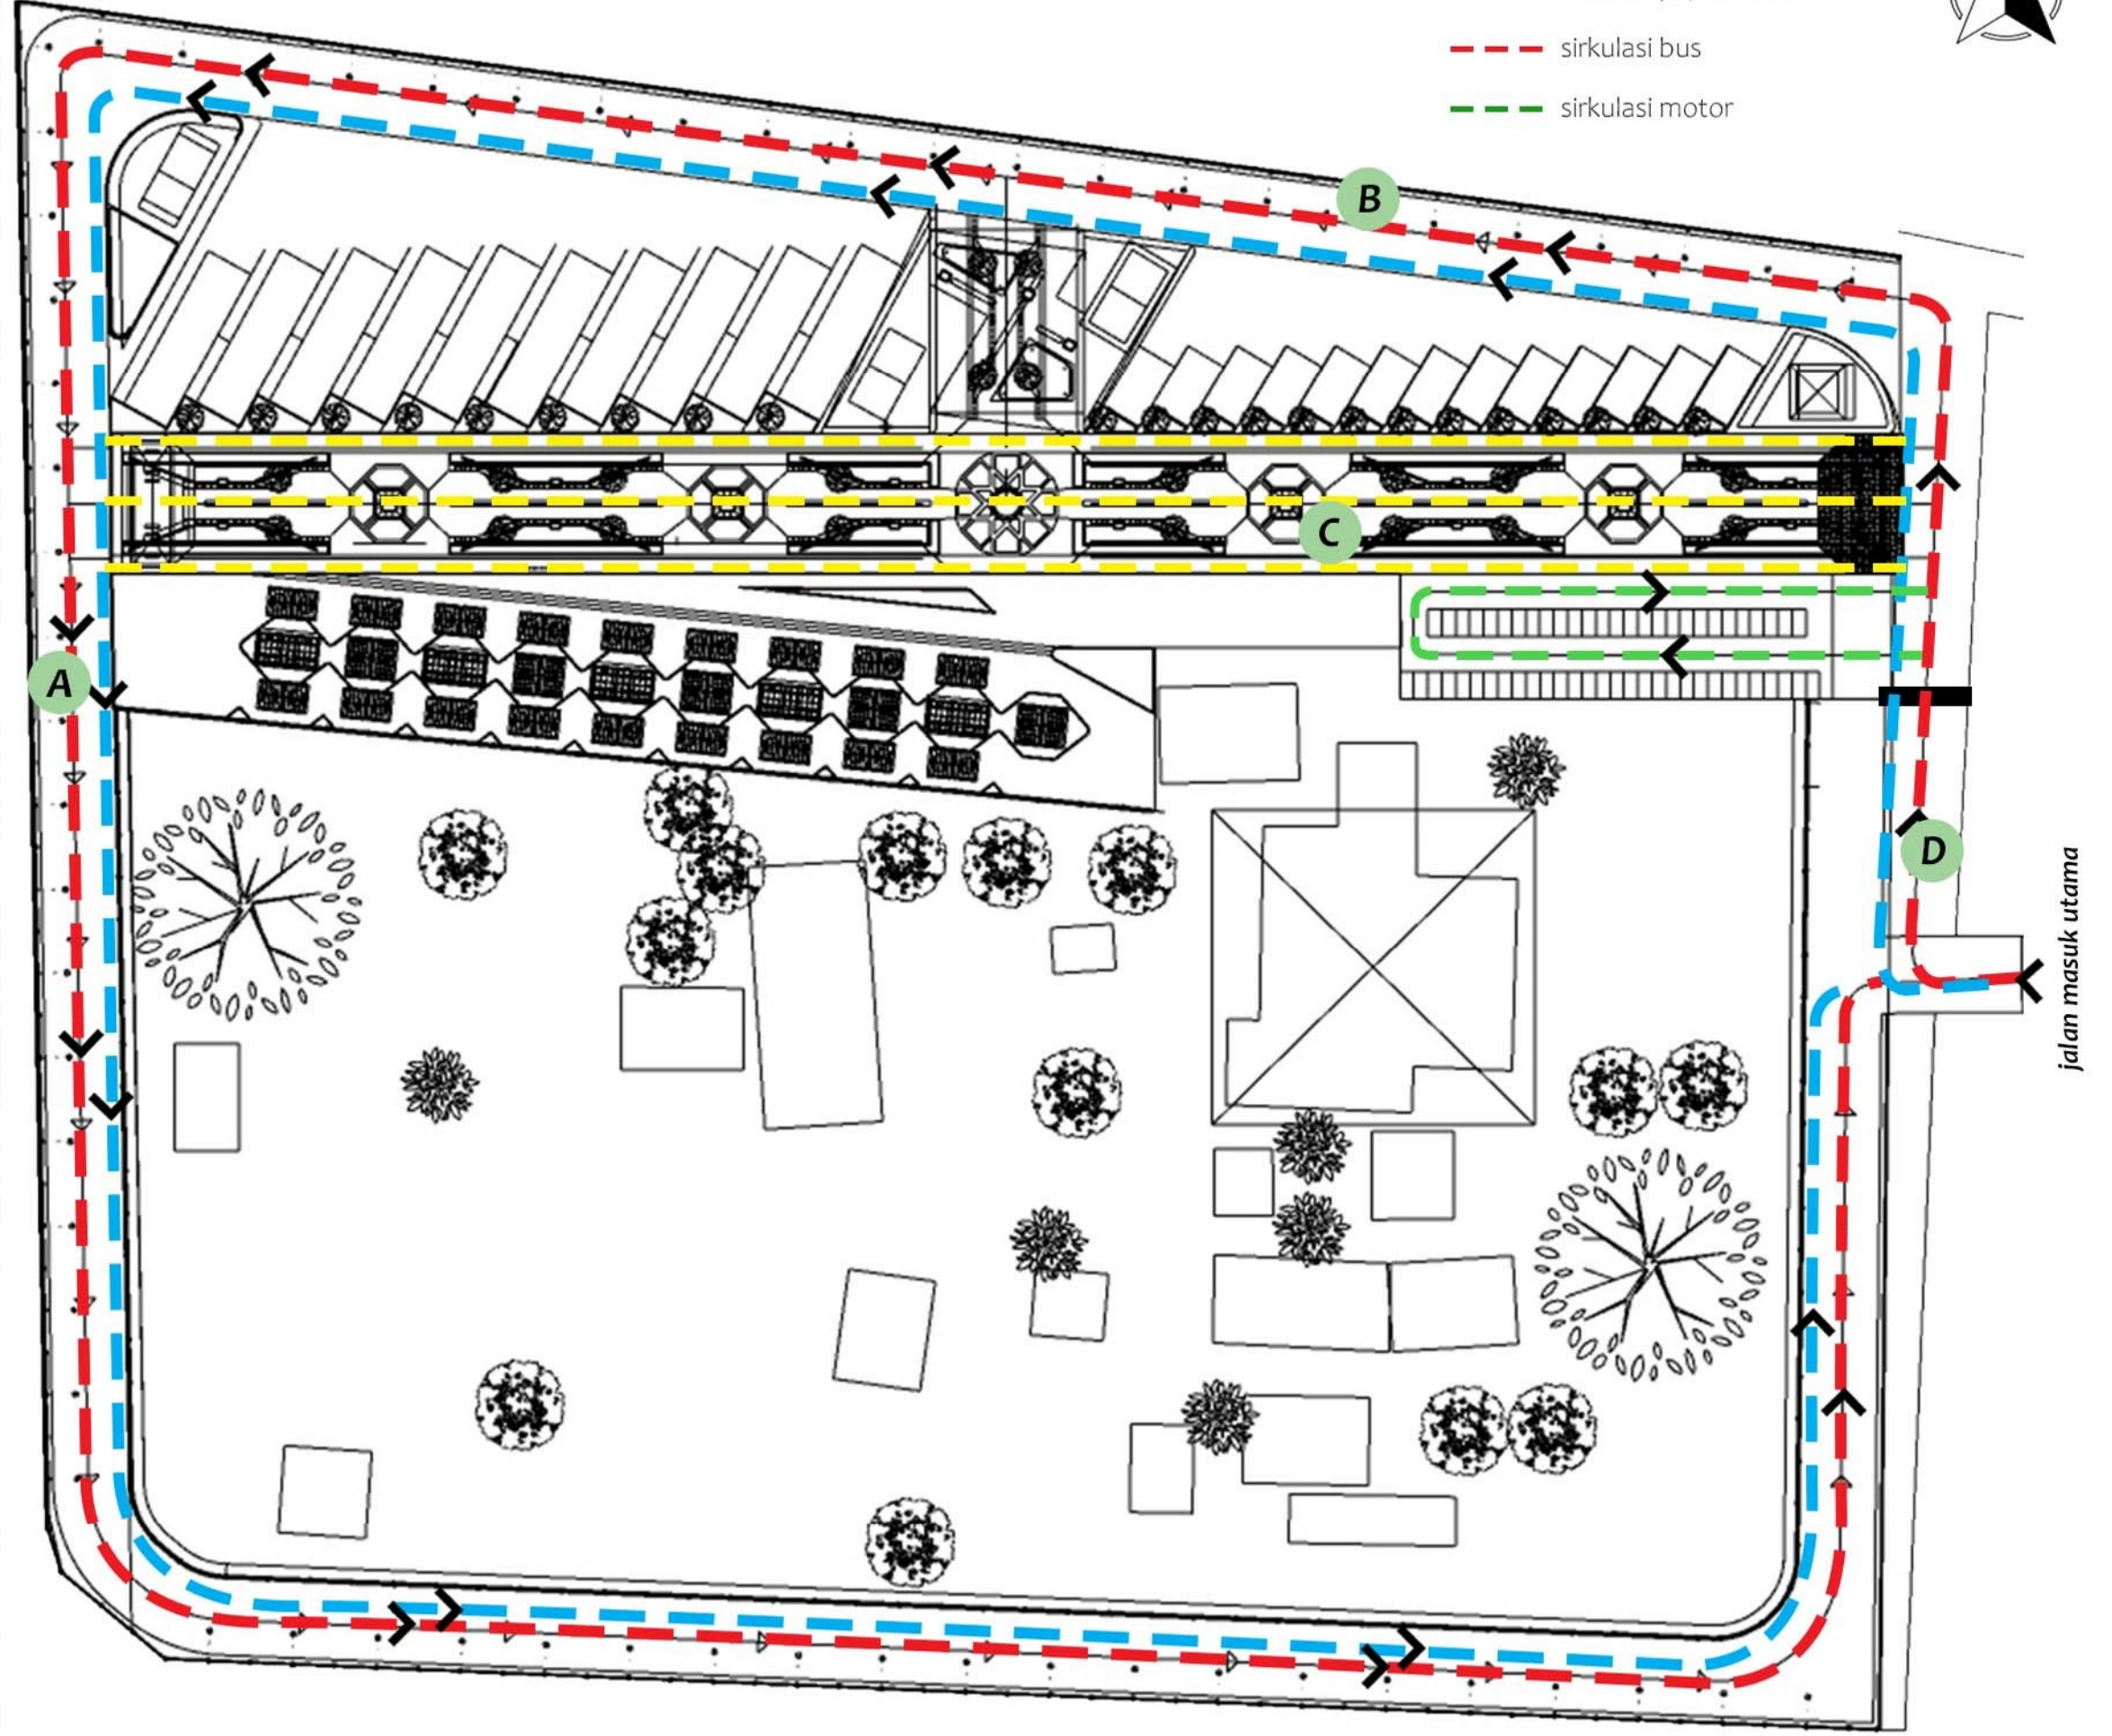 sirkulasi bus
sirkulasi motor
B
C
A
D
jalan masuk utama